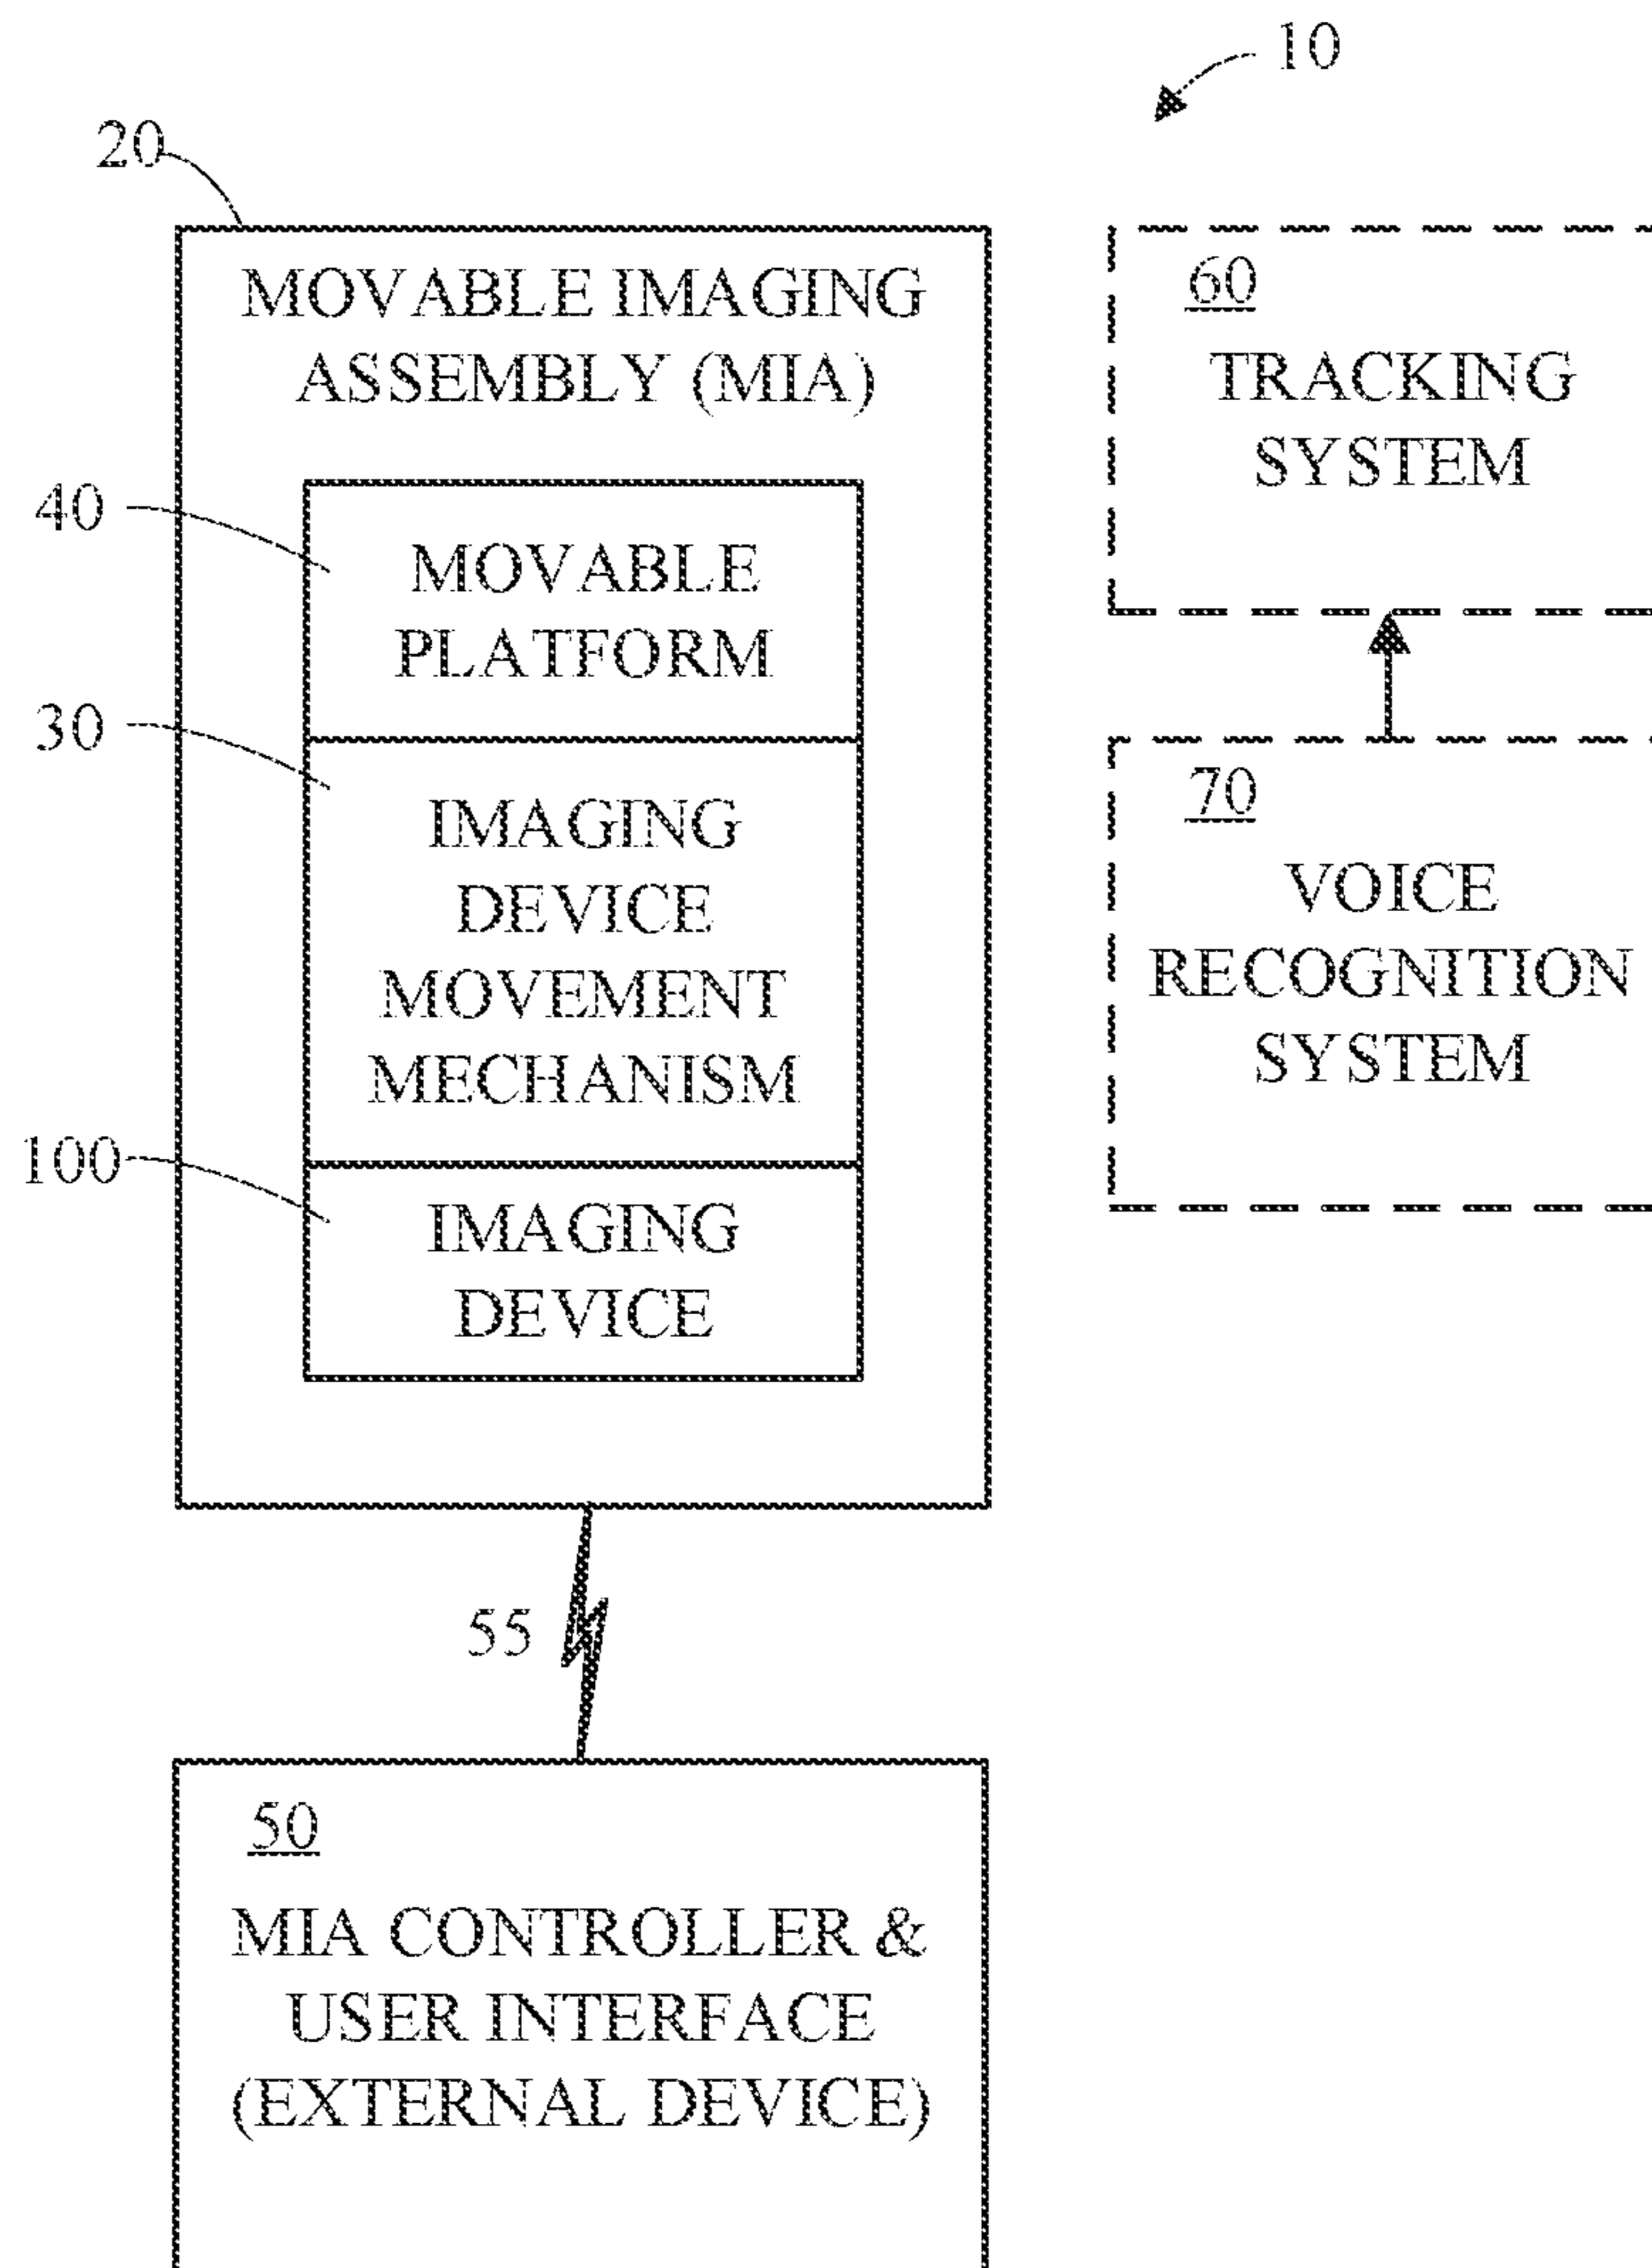 10
20
MOVABLE IMAGING
ASSEMBLY (MIA)
40
MOVABLE
PLATFORM
30
IMAGING
DEVICE
MOVEMENT
MECHANISM
100
IMAGING
DEVICE
60
TRACKING
SYSTEM
70
VOICE
RECOGNITION
SYSTEM
55
50
MIA CONTROLLER &
USER INTERFACE
(EXTERNAL DEVICE)